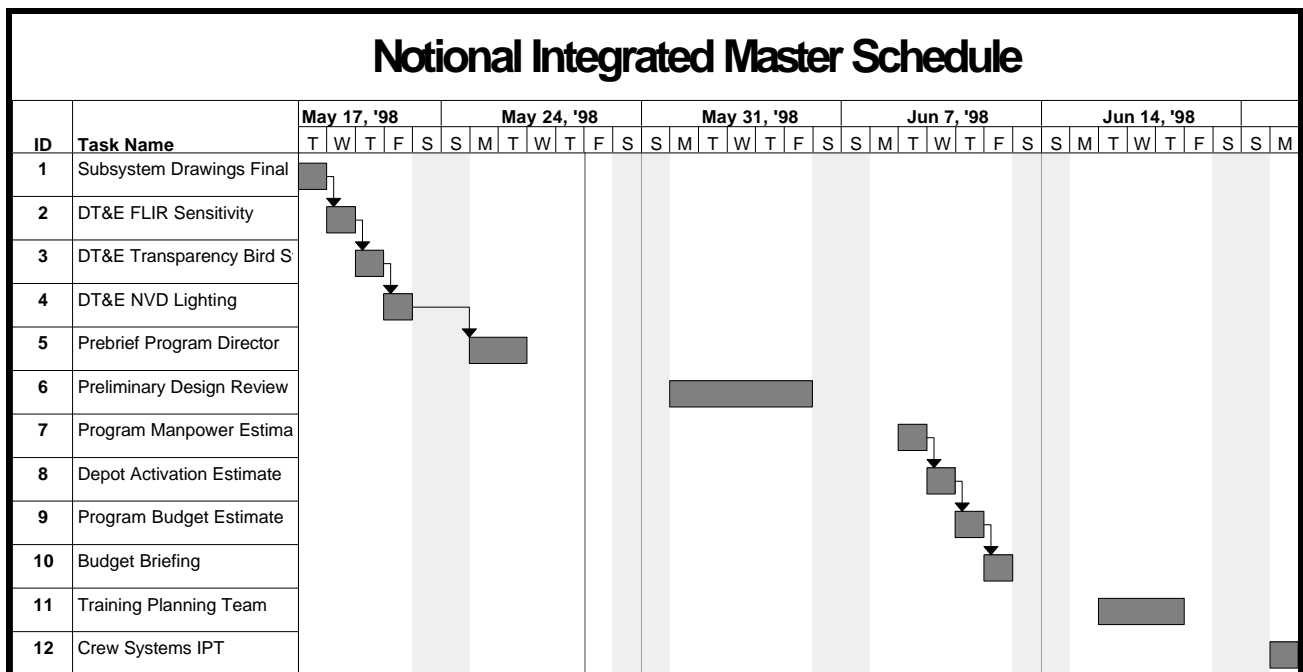 Notional Integrated Master Schedule
May 17, '98 May 24, '98 May 31, '98 Jun 7, '98 Jun 14, '98
ID Task Name T W T F S S M T W T F S S M T W T F S S M T W T F S S M T W T F S S M
1 Subsystem Drawings Final
2 DT&E FLIR Sensitivity
3 DT&E Transparency Bird S
4 DT&E NVD Lighting
5 Prebrief Program Director
6 Preliminary Design Review
7 Program Manpower Estima
8 Depot Activation Estimate
9 Program Budget Estimate
10 Budget Briefing
11 Training Planning Team
12 Crew Systems IPT